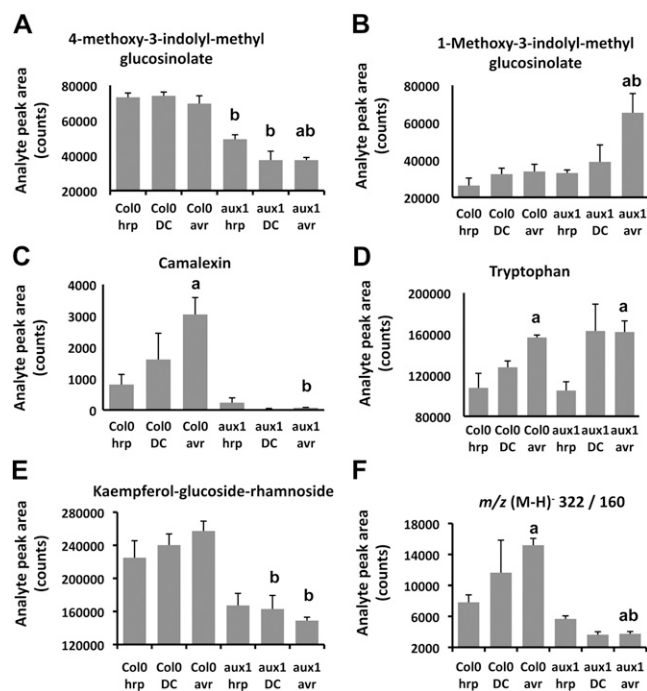 A
4-methoxy-3-indolyl-methyl
glucosinolate
Analyte peak area
(counts)
80000
60000
40000
20000
b
b
ab
Col0 Col0 Col0 aux1 aux1 aux1
hrp DC avr hrp DC avr
B
1-Methoxy-3-indolyl-methyl
glucosinolate
Analyte peak area
(counts)
80000
60000
40000
20000
ab
Col0 Col0 Col0 aux1 aux1 aux1
hrp DC avr hrp DC avr
C
Camalexin
Analyte peak area
(counts)
4000
3000
2000
1000
0
a
b
Col0 Col0 Col0 aux1 aux1 aux1
hrp DC avr hrp DC avr
D
Tryptophan
Analyte peak area
(counts)
200000
160000
120000
80000
a
a
Col0 Col0 Col0 aux1 aux1 aux1
hrp DC avr hrp DC avr
E
Kaempferol-glucoside-rhamnoside
Analyte peak area
(counts)
280000
240000
200000
160000
120000
b
b
Col0 Col0 Col0 aux1 aux1 aux1
hrp DC avr hrp DC avr
F
m/z (M-H)- 322 / 160
Analyte peak area
(counts)
18000
14000
10000
6000
2000
a
ab
Col0 Col0 Col0 aux1 aux1 aux1
hrp DC avr hrp DC avr